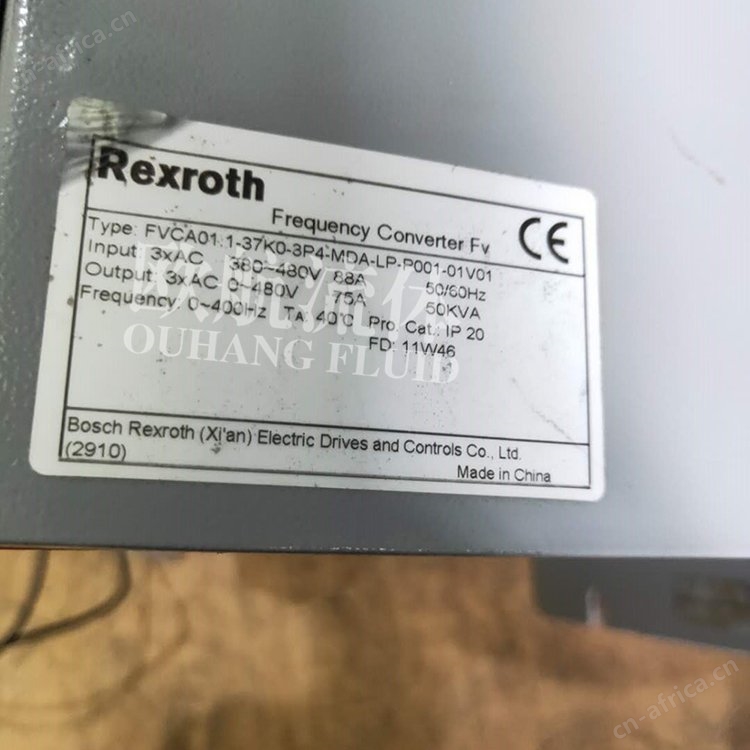 cn-africa.cn
Rexroth
Frequency Converter Fv
CE
Type: FVCA01.1-37K0-3P4-MDA-LP-P001-01V01
Input: 3xAC 380~480V 88A 50/60Hz
Output: 3xAC 0~480V 75A 50KVA
Frequency: 0~400Hz TA: 40℃ Pro. Cat.: IP 20
FD: 11W46
欧航流体
OUHANG FLUID
Bosch Rexroth (Xi'an) Electric Drives and Controls Co., Ltd.
(2910)
Made in China
cn-africa.cn